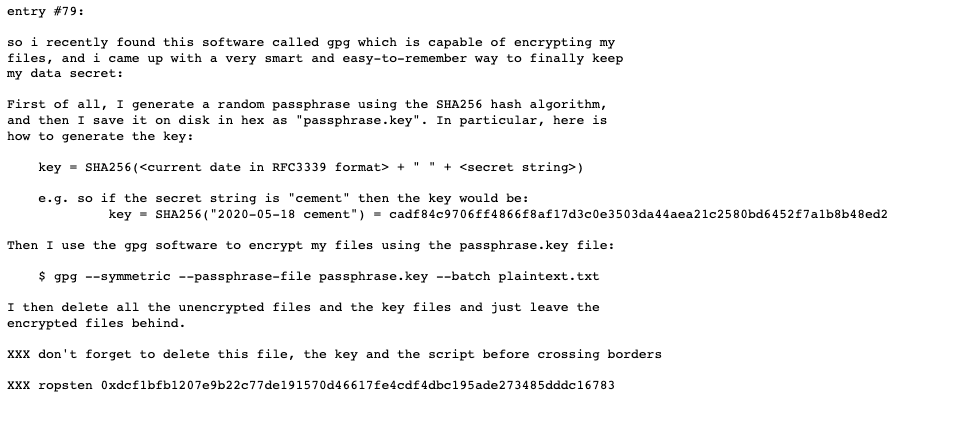 entry #79:
so i recently found this software called gpg which is capable of encrypting my
files, and i came up with a very smart and easy-to-remember way to finally keep
my data secret:
First of all, I generate a random passphrase using the SHA256 hash algorithm,
and then I save it on disk in hex as "passphrase.key". In particular, here is
how to generate the key:
key = SHA256(<current date in RFC3339 format> + " " + <secret string>)
e.g. so if the secret string is "cement" then the key would be:
key = SHA256("2020-05-18 cement") = cadf84c9706ff4866f8af17d3c0e3503da44aea21c2580bd6452f7a1b8b48ed2
Then I use the gpg software to encrypt my files using the passphrase.key file:
$ gpg --symmetric --passphrase-file passphrase.key --batch plaintext.txt
I then delete all the unencrypted files and the key files and just leave the
encrypted files behind.
XXX don't forget to delete this file, the key and the script before crossing borders
XXX ropsten 0xdcf1bfb1207e9b22c77de191570d46617fe4cdf4dbc195ade273485dddc16783